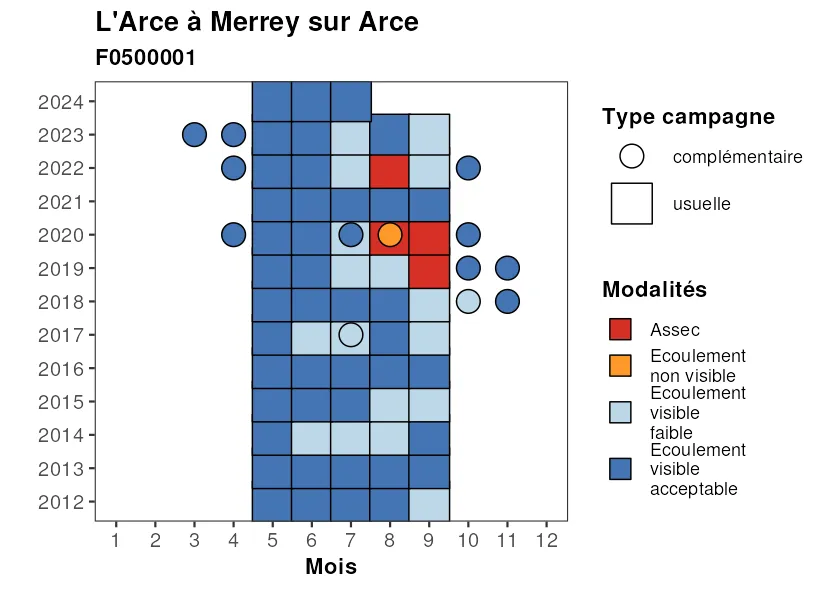 L'Arce à Merrey sur Arce
F0500001
2024
2023
2022
2021
2020
2019
2018
2017
2016
2015
2014
2013
2012
1 2 3 4 5 6 7 8 9 10 11 12
Mois
Type campagne
complémentaire
usuelle
Modalités
Assec
Ecoulement
non visible
Ecoulement
visible
faible
Ecoulement
visible
acceptable